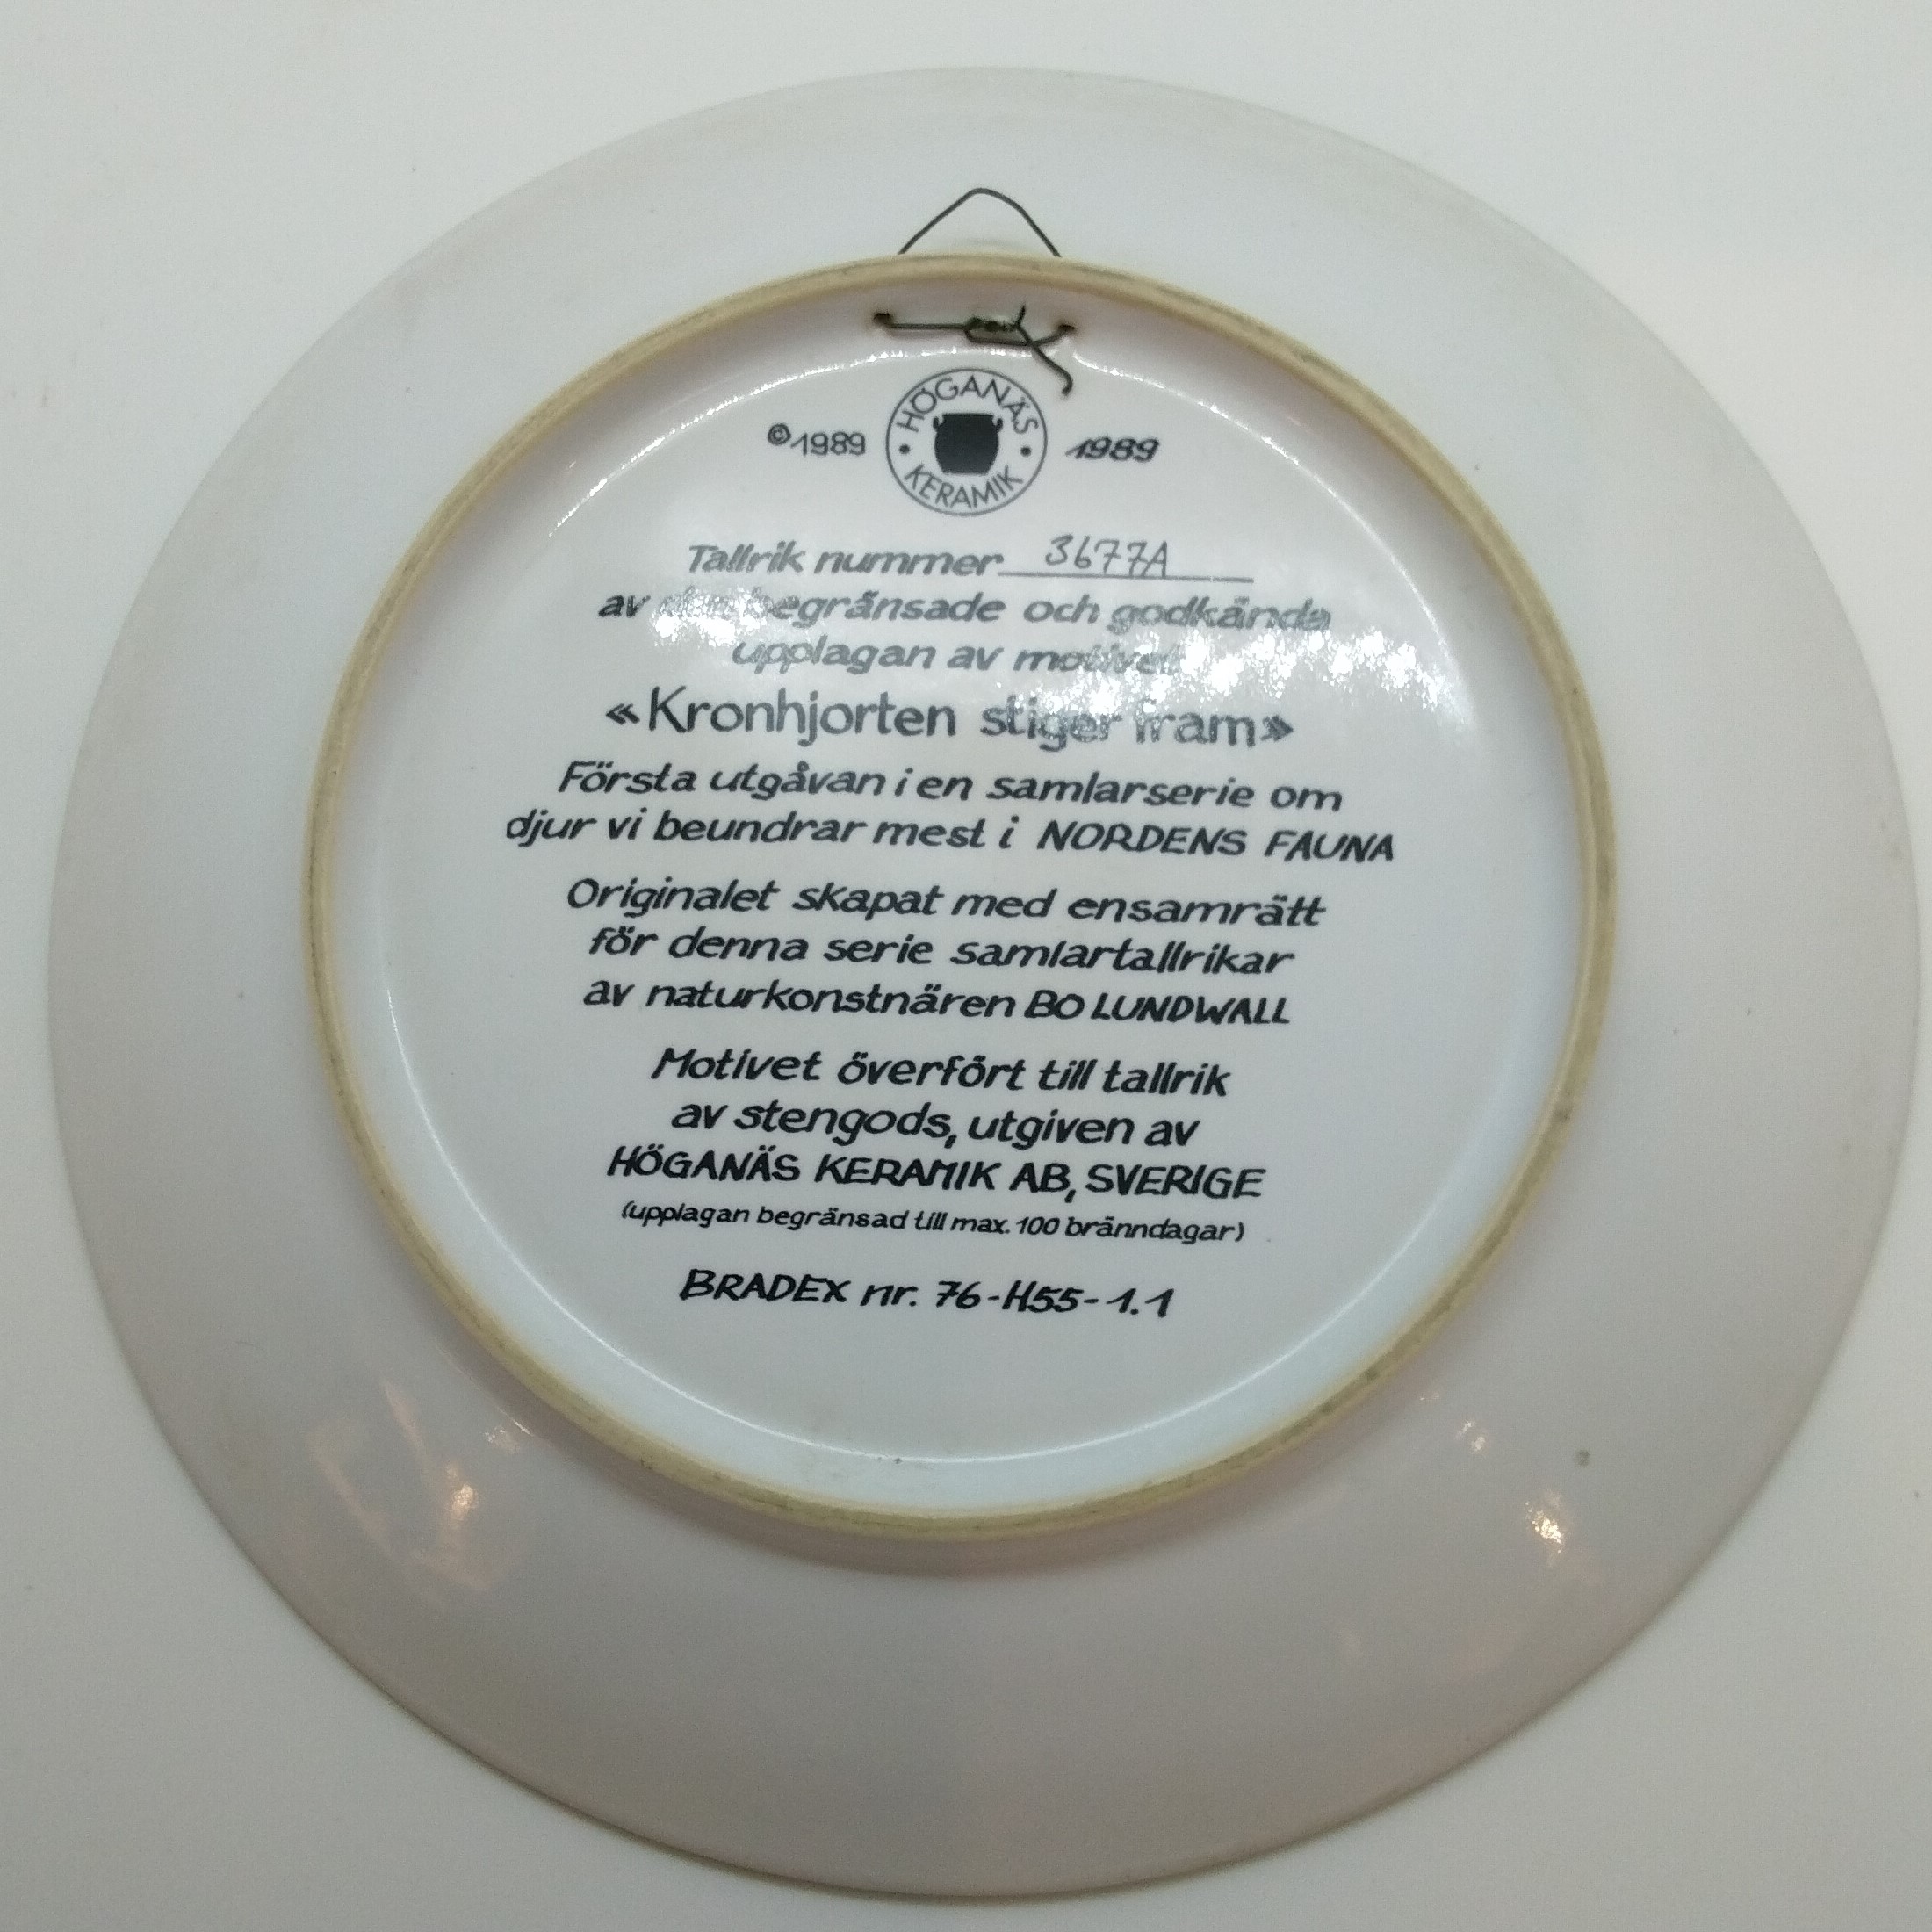 ©1989 HÖGANÄS KERAMIK 1989
Tallrik nummer 3677A
av den begränsade och godkända
upplagan av motivet
«Kronhjorten stiger fram»
Första utgåvan i en samlarserie om
djur vi beundrar mest i NORDENS FAUNA
Originalet skapat med ensamrätt
för denna serie samlartallrikar
av naturkonstnären BO LUNDWALL
Motivet överfört till tallrik
av stengods, utgiven av
HÖGANÄS KERAMIK AB, SVERIGE
(upplagan begränsad till max. 100 bränndagar)
BRADEX nr. 76-H55-1.1